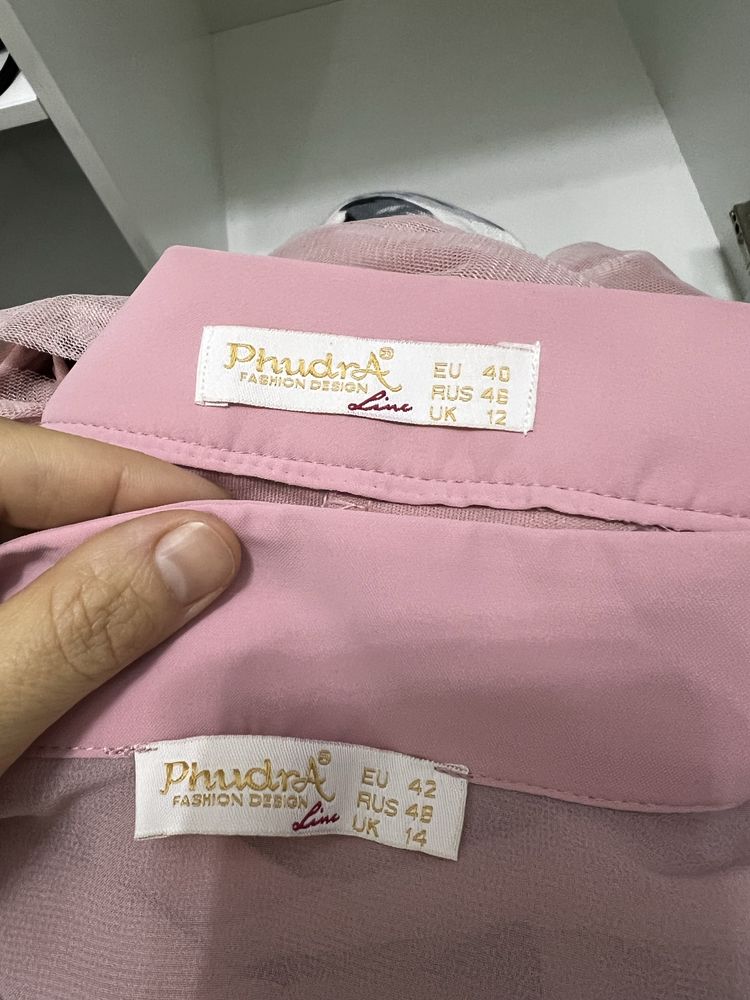 PhudrA®
FASHION DESIGN
Line
EU 40
RUS 46
UK 12
PhudrA®
FASHION DESIGN
Line
EU 42
RUS 48
UK 14